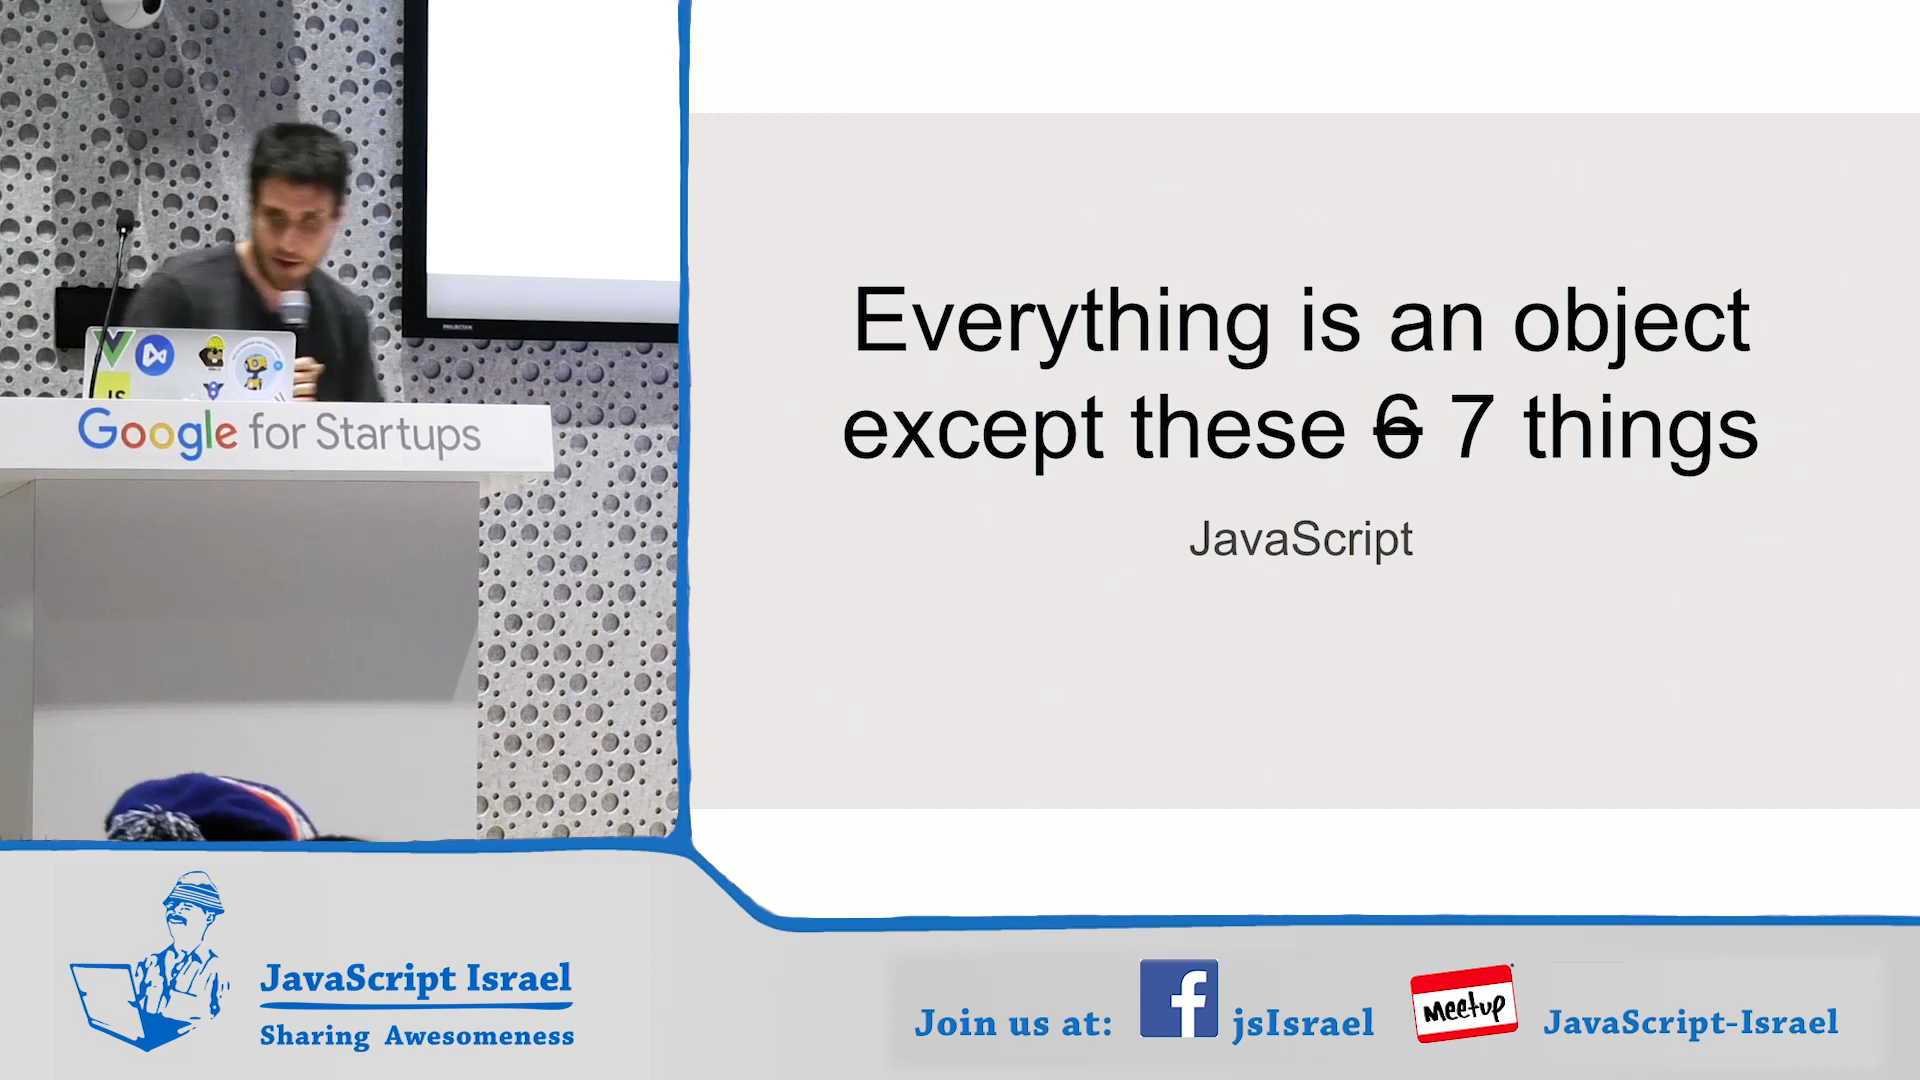 Everything is an object
except these 6 7 things
JavaScript
JS
Google for Startups
JavaScript Israel
Sharing Awesomeness
Join us at:
f
jsIsrael
Meetup
JavaScript-Israel